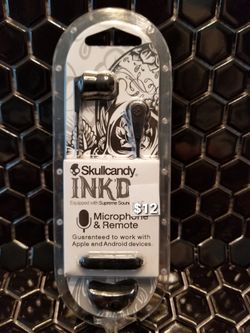 Skullcandy
INKD
Equipped with Supreme Sound
$12
Microphone
& Remote
Guaranteed to work with
Apple and Android devices.